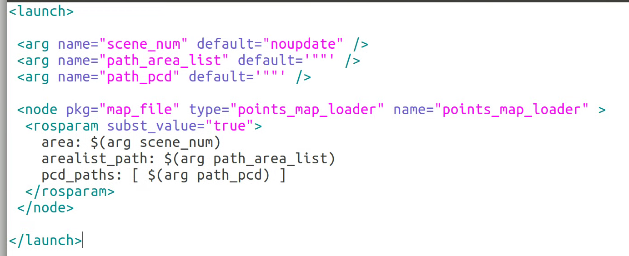 <launch>
<arg name="scene_num" default="noupdate" />
<arg name="path_area_list" default='""' />
<arg name="path_pcd" default='""' />
<node pkg="map_file" type="points_map_loader" name="points_map_loader" >
<rosparam subst_value="true">
area: $(arg scene_num)
arealist_path: $(arg path_area_list)
pcd_paths: [ $(arg path_pcd) ]
</rosparam>
</node>
</launch>